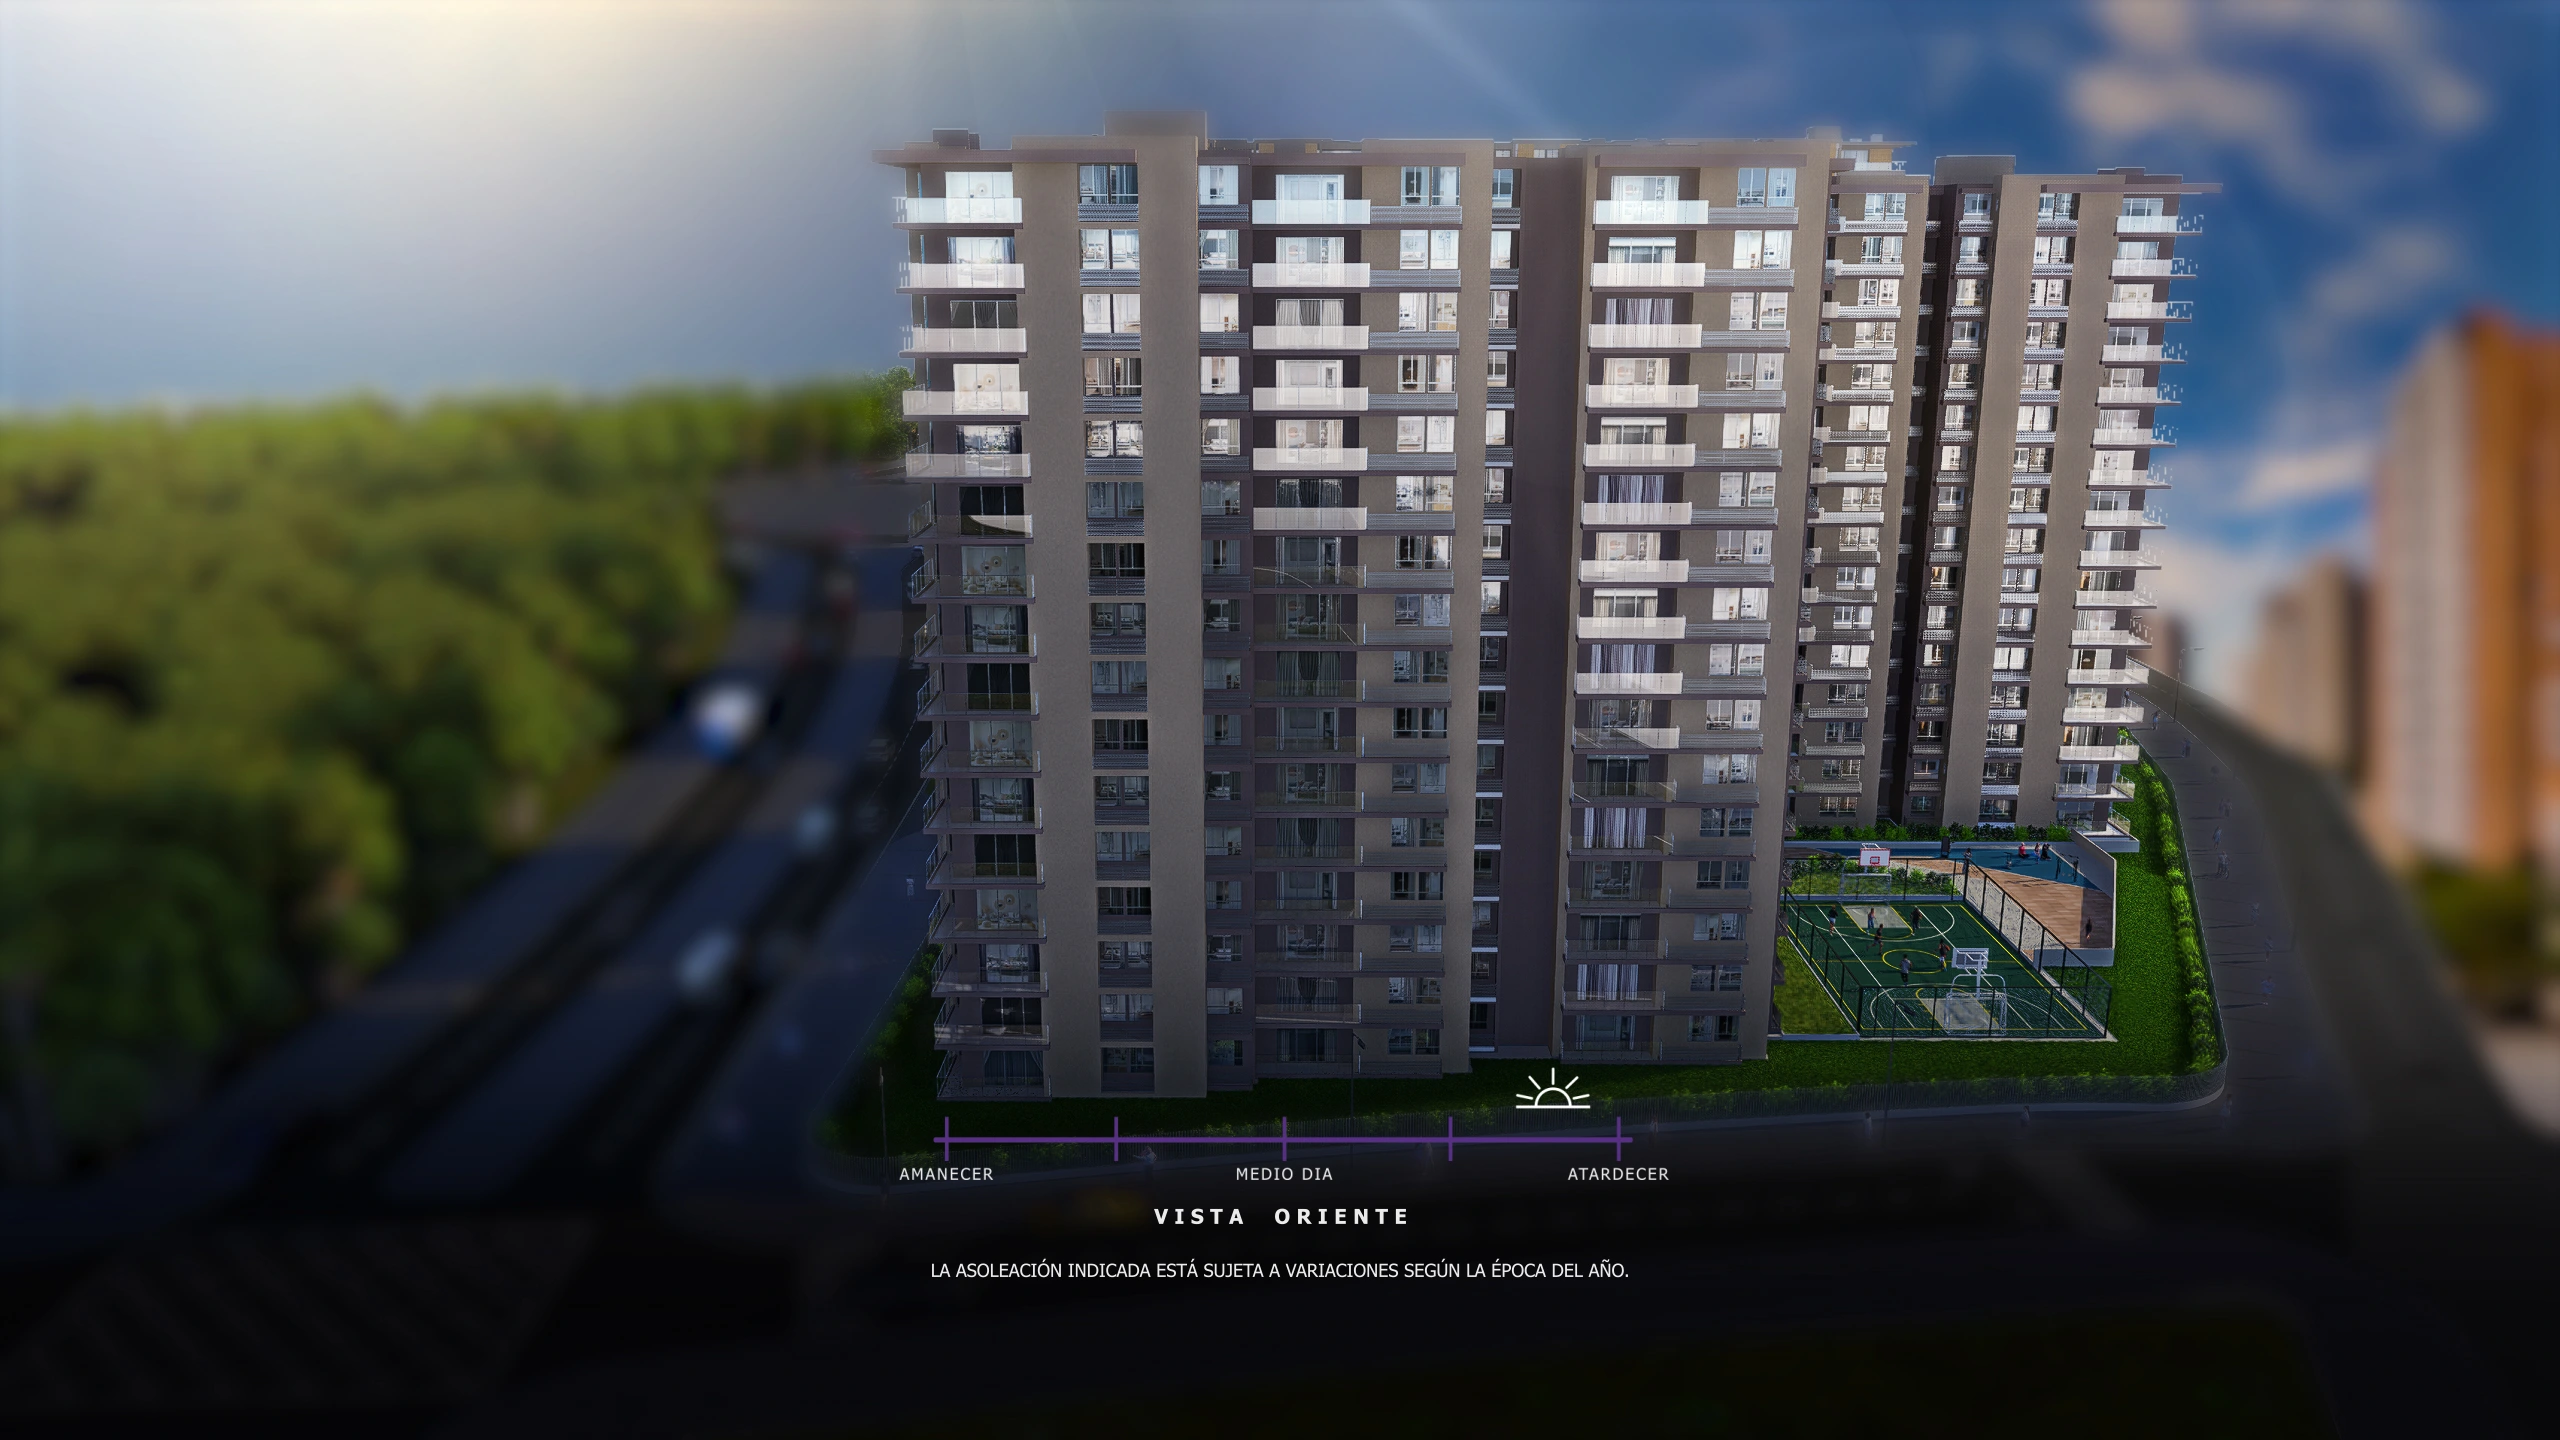 AMANECER MEDIO DIA ATARDECER
VISTA ORIENTE
LA ASOLEACIÓN INDICADA ESTÁ SUJETA A VARIACIONES SEGÚN LA ÉPOCA DEL AÑO.